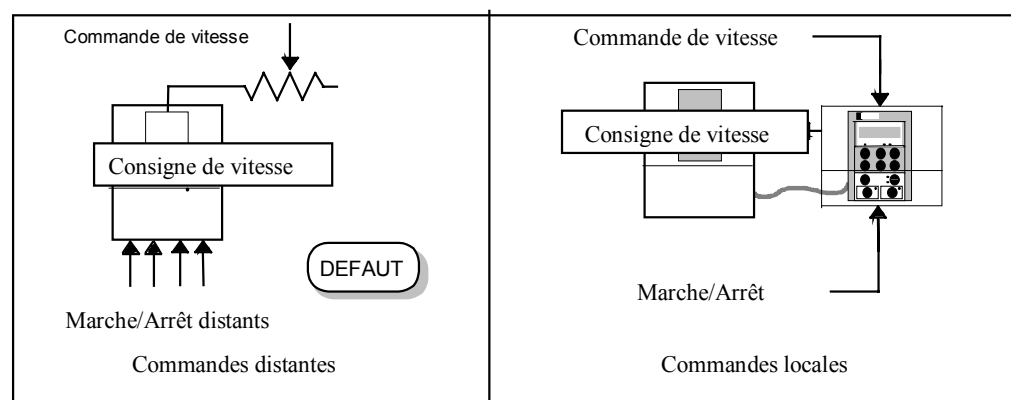 Commande de vitesse
Consigne de vitesse
DEFAUT
Marche/Arrêt distants
Commandes distantes
Commande de vitesse
Consigne de vitesse
Marche/Arrêt
Commandes locales